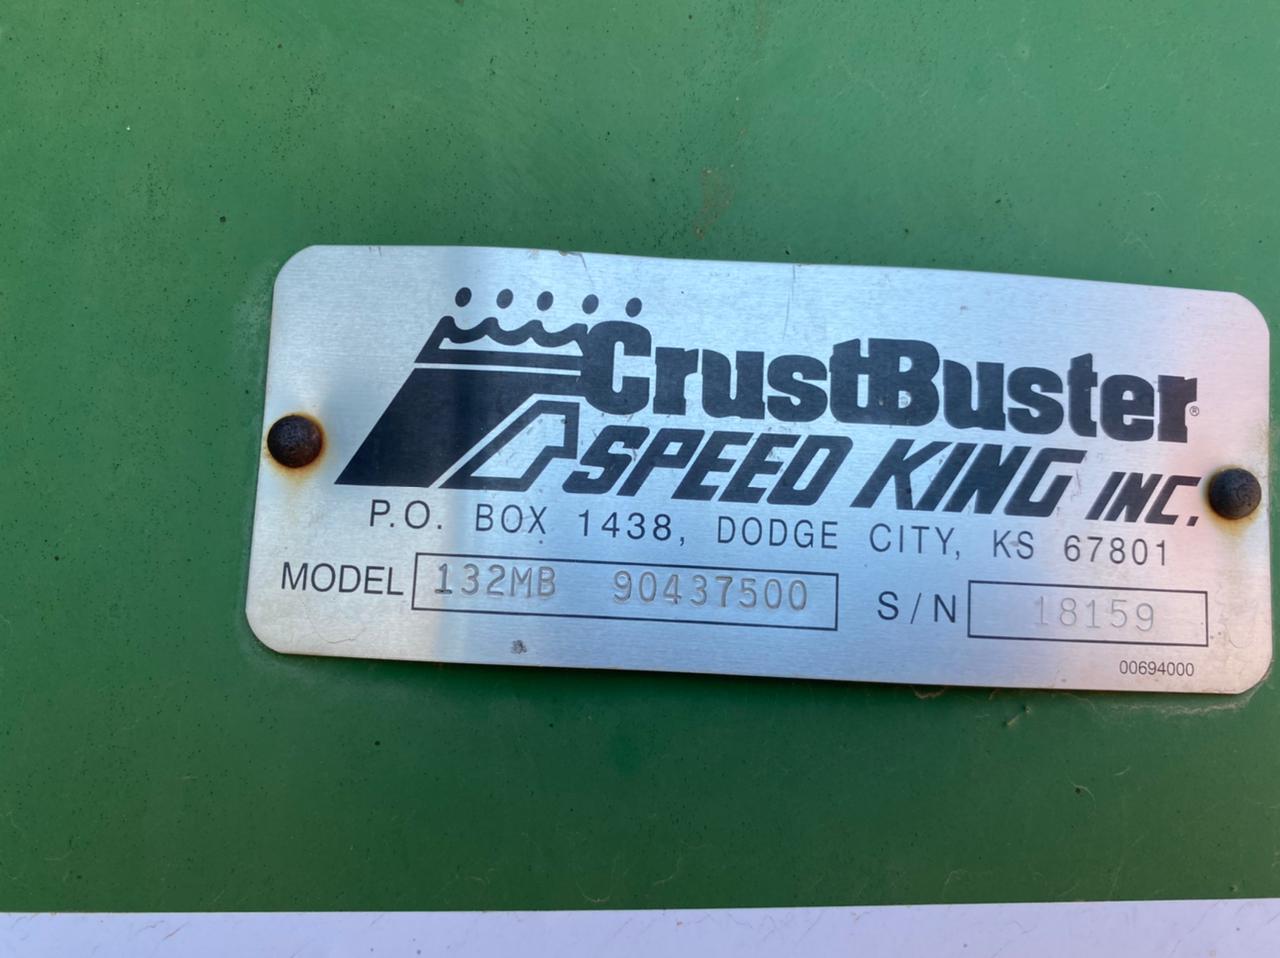 CrustBuster®
SPEED KING INC.
P.O. BOX 1438, DODGE CITY, KS 67801
MODEL 132MB 90437500 S/N 18159
00694000